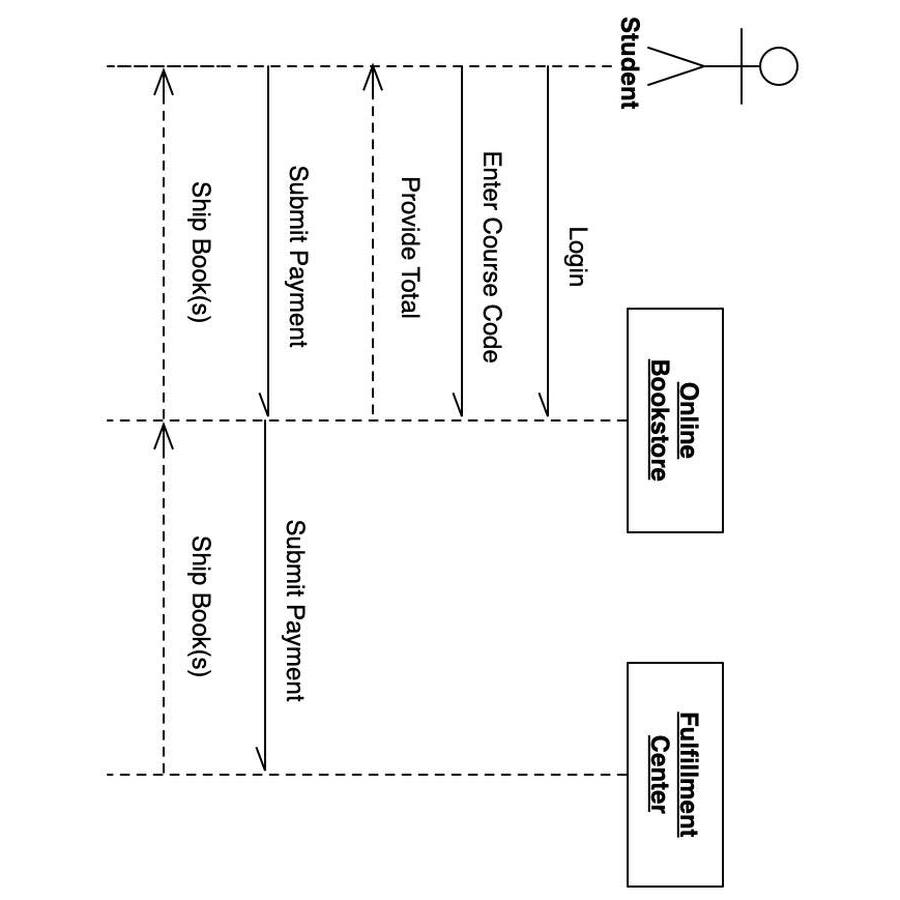 Student
Online
Bookstore
Fulfillment
Center
Login
Enter Course Code
Provide Total
Submit Payment
Submit Payment
Ship Book(s)
Ship Book(s)